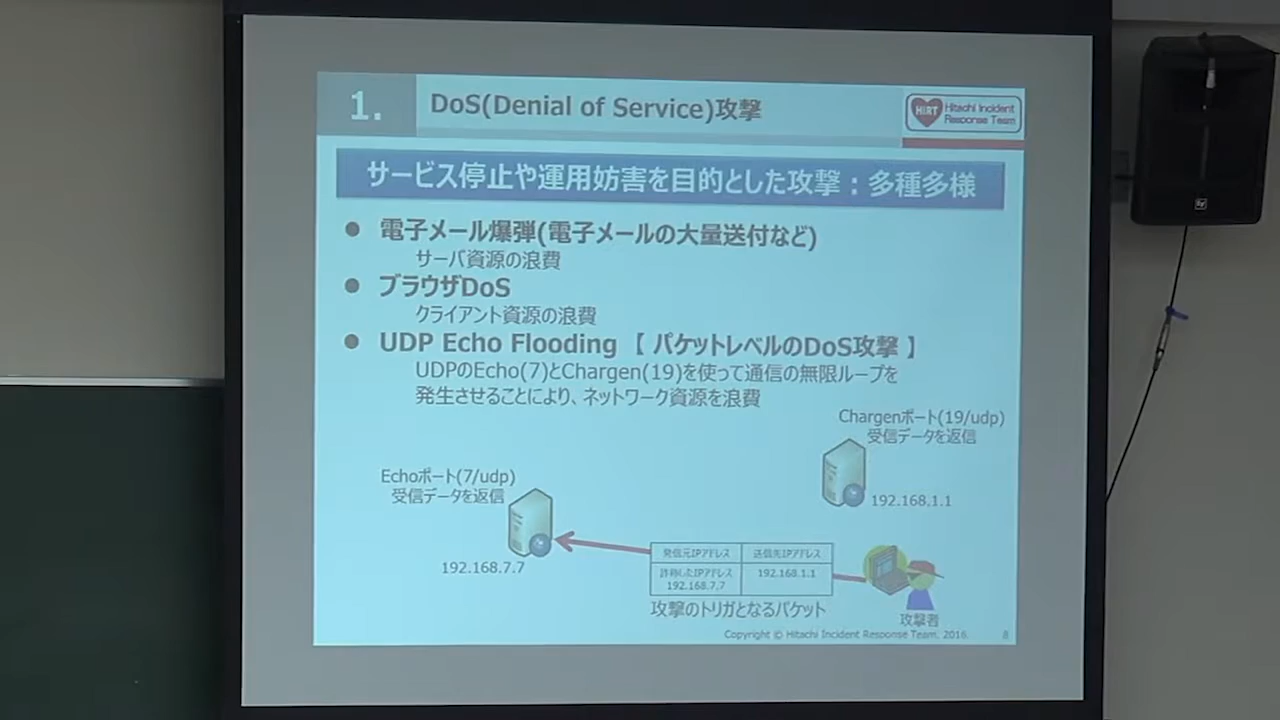 1.
DoS(Denial of Service)攻撃
HIRT
Hitachi Incident
Response Team
サービス停止や運用妨害を目的とした攻撃：多種多様
● 電子メール爆弾(電子メールの大量送付など)
サーバ資源の浪費
● ブラウザDoS
クライアント資源の浪費
● UDP Echo Flooding 【 パケットレベルのDoS攻撃 】
UDPのEcho(7)とChargen(19)を使って通信の無限ループを
発生させることにより、ネットワーク資源を浪費
Chargenポート(19/udp)
受信データを返信
192.168.1.1
Echoポート(7/udp)
受信データを返信
192.168.7.7
発信元IPアドレス 送信先IPアドレス
詐称したIPアドレス
192.168.7.7
192.168.1.1
攻撃のトリガとなるパケット
攻撃者
Copyright © Hitachi Incident Response Team. 2016
8
EV